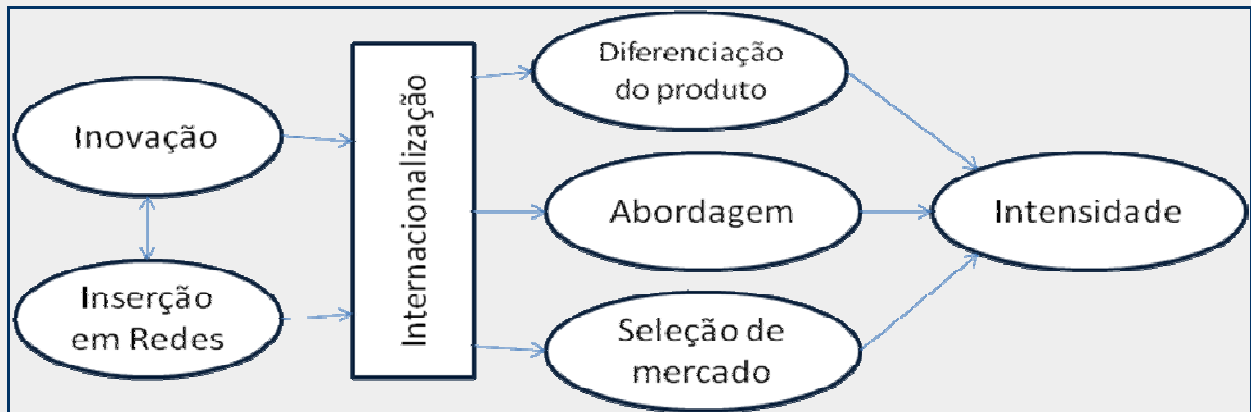 Inovação
Inserção
em Redes
Internacionalização
Diferenciação
do produto
Abordagem
Seleção de
mercado
Intensidade